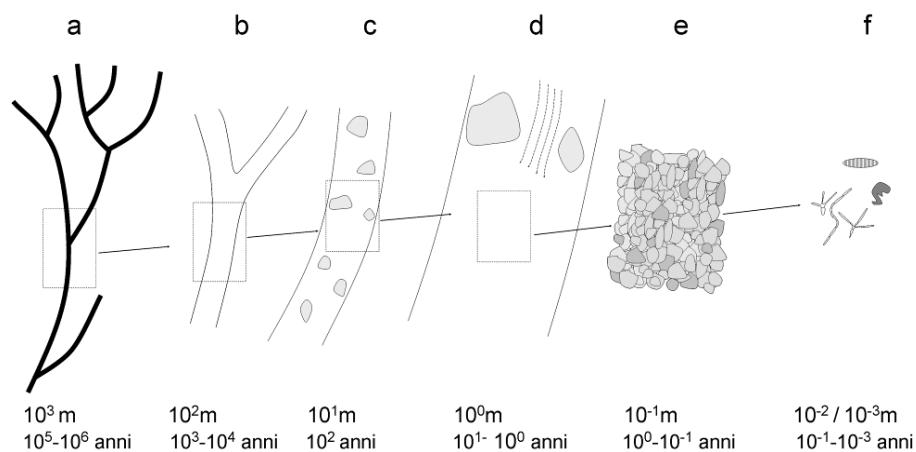 a b c d e f
10³ m 10²m 10¹m 10⁰m 10⁻¹m 10⁻² / 10⁻³m
10⁵-10⁶ anni 10³-10⁴ anni 10² anni 10¹- 10⁰ anni 10⁰-10⁻¹ anni 10⁻¹-10⁻³ anni